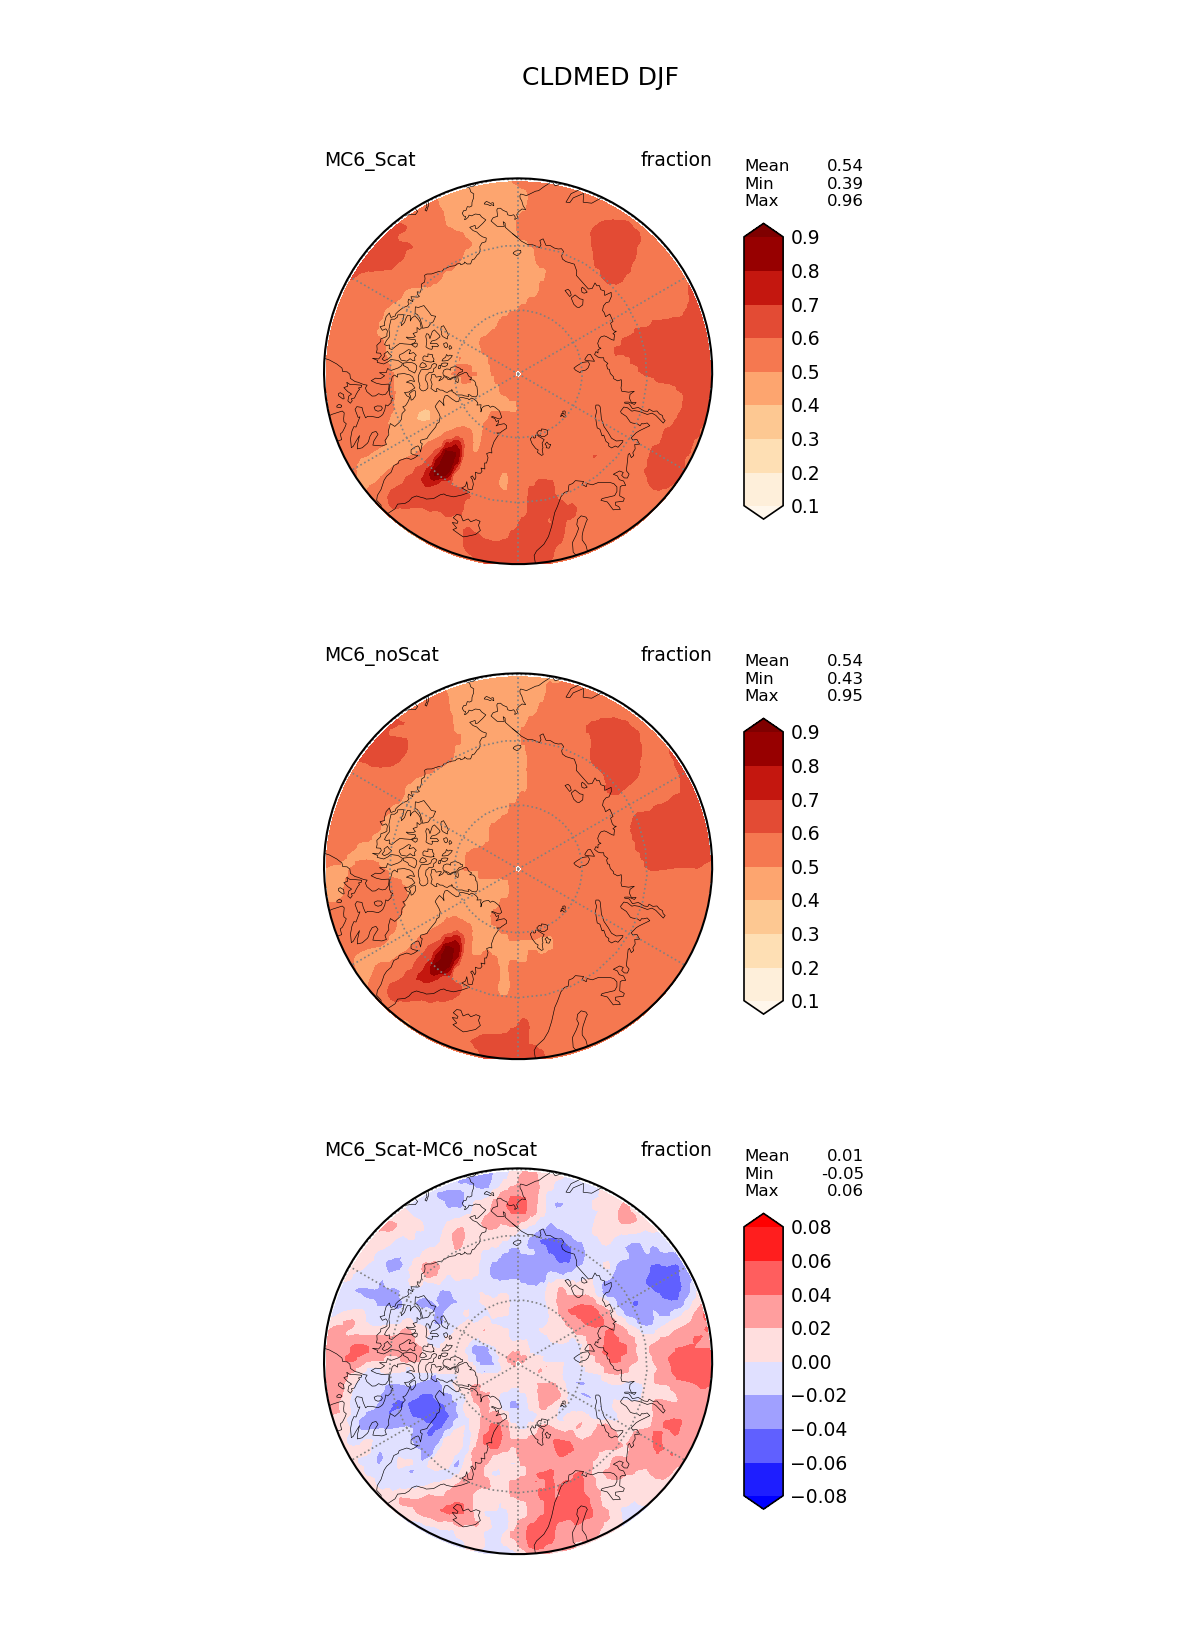 CLDMED DJF
MC6_Scat fraction
Mean 0.54
Min 0.39
Max 0.96
0.9
0.8
0.7
0.6
0.5
0.4
0.3
0.2
0.1
MC6_noScat fraction
Mean 0.54
Min 0.43
Max 0.95
0.9
0.8
0.7
0.6
0.5
0.4
0.3
0.2
0.1
MC6_Scat-MC6_noScat fraction
Mean 0.01
Min -0.05
Max 0.06
0.08
0.06
0.04
0.02
0.00
−0.02
−0.04
−0.06
−0.08